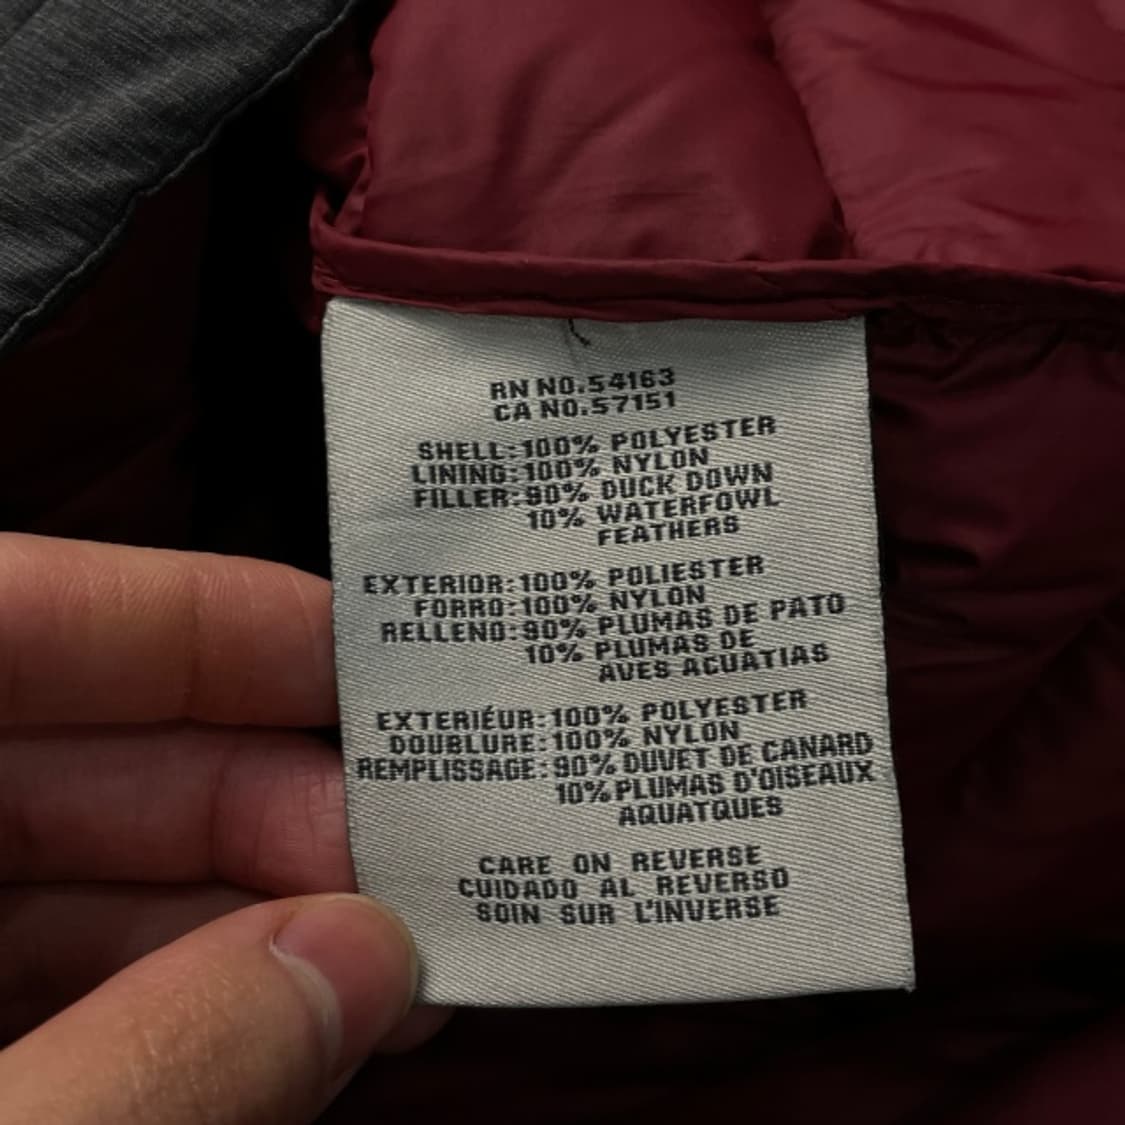 RN NO.54163
CA NO.57151
SHELL:100% POLYESTER
LINING:100% NYLON
FILLER:90% DUCK DOWN
10% WATERFOWL
FEATHERS
EXTERIOR:100% POLIESTER
FORRO:100% NYLON
RELLENO:90% PLUMAS DE PATO
10% PLUMAS DE
AVES ACUATIAS
EXTERIÉUR:100% POLYESTER
DOUBLURE:100% NYLON
REMPLISSAGE:90% DUVET DE CANARD
10% PLUMAS D'OISEAUX
AQUATQUES
CARE ON REVERSE
CUIDADO AL REVERSO
SOIN SUR L'INVERSE